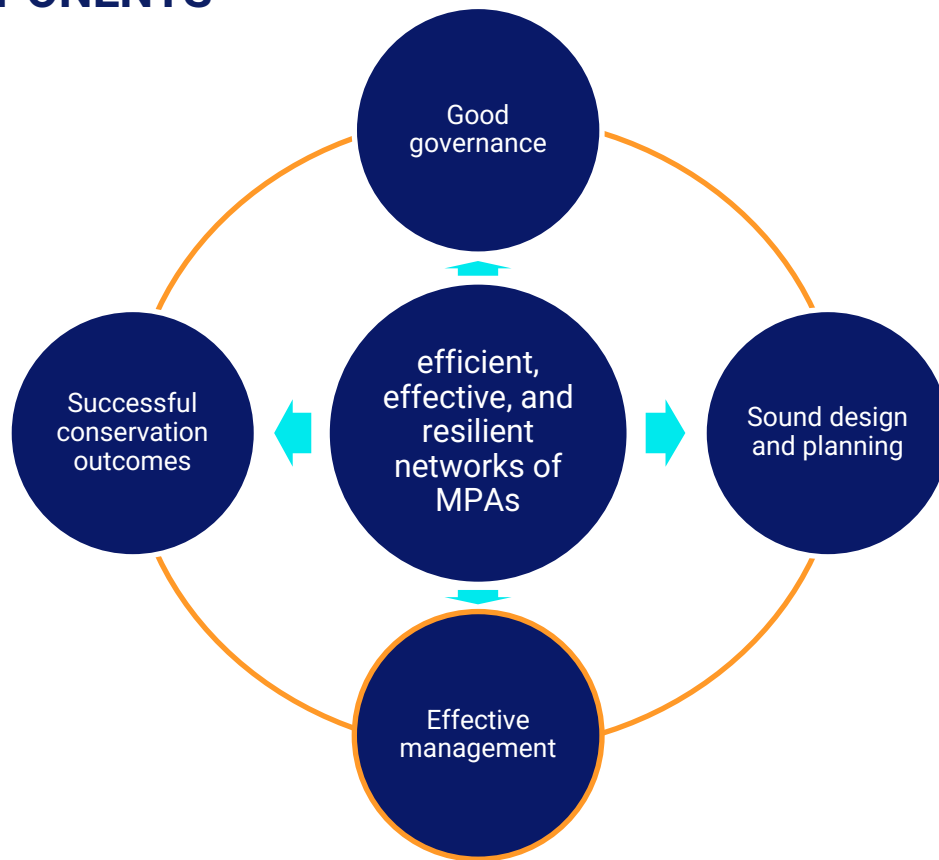 Good
governance
Successful
conservation
outcomes
efficient,
effective, and
resilient
networks of
MPAs
Sound design
and planning
Effective
management